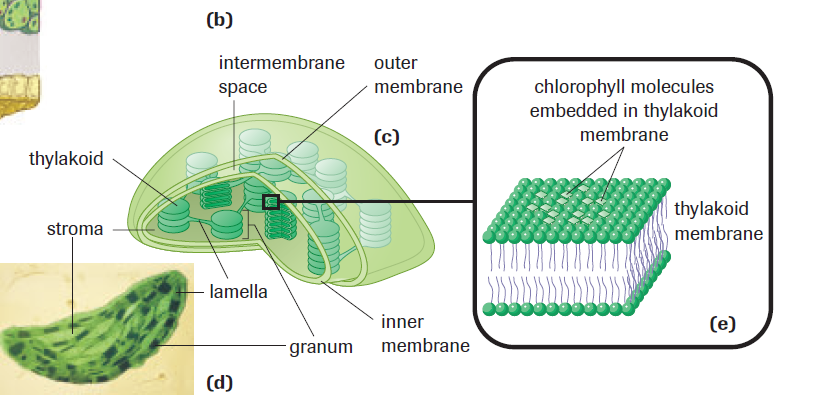 (b)
intermembrane
space
outer
membrane
(c)
thylakoid
stroma
lamella
granum
inner
membrane
(d)
chlorophyll molecules
embedded in thylakoid
membrane
thylakoid
membrane
(e)